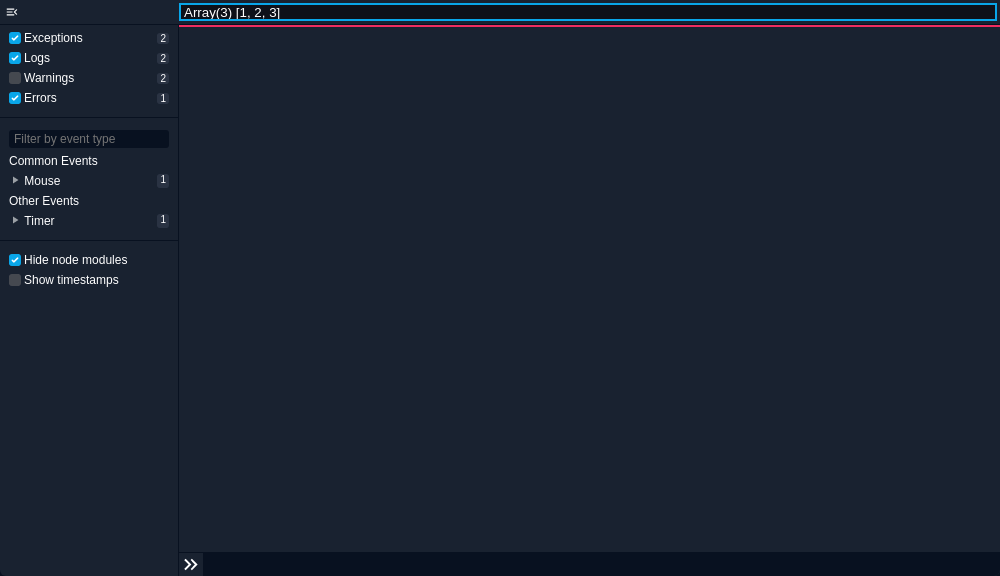 Array(3) [1, 2, 3]
Exceptions 2
Logs 2
Warnings 2
Errors 1
Filter by event type
Common Events
Mouse 1
Other Events
Timer 1
Hide node modules
Show timestamps